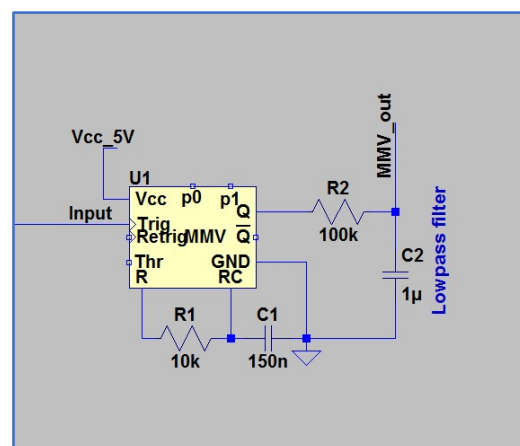 Vcc_5V
U1
Vcc
p0
p1
Input
Trig
Retrig
MMV
Q
Q̅
Thr
GND
R
RC
R1
10k
C1
150n
R2
100k
MMV_out
C2
1µ
Lowpass filter